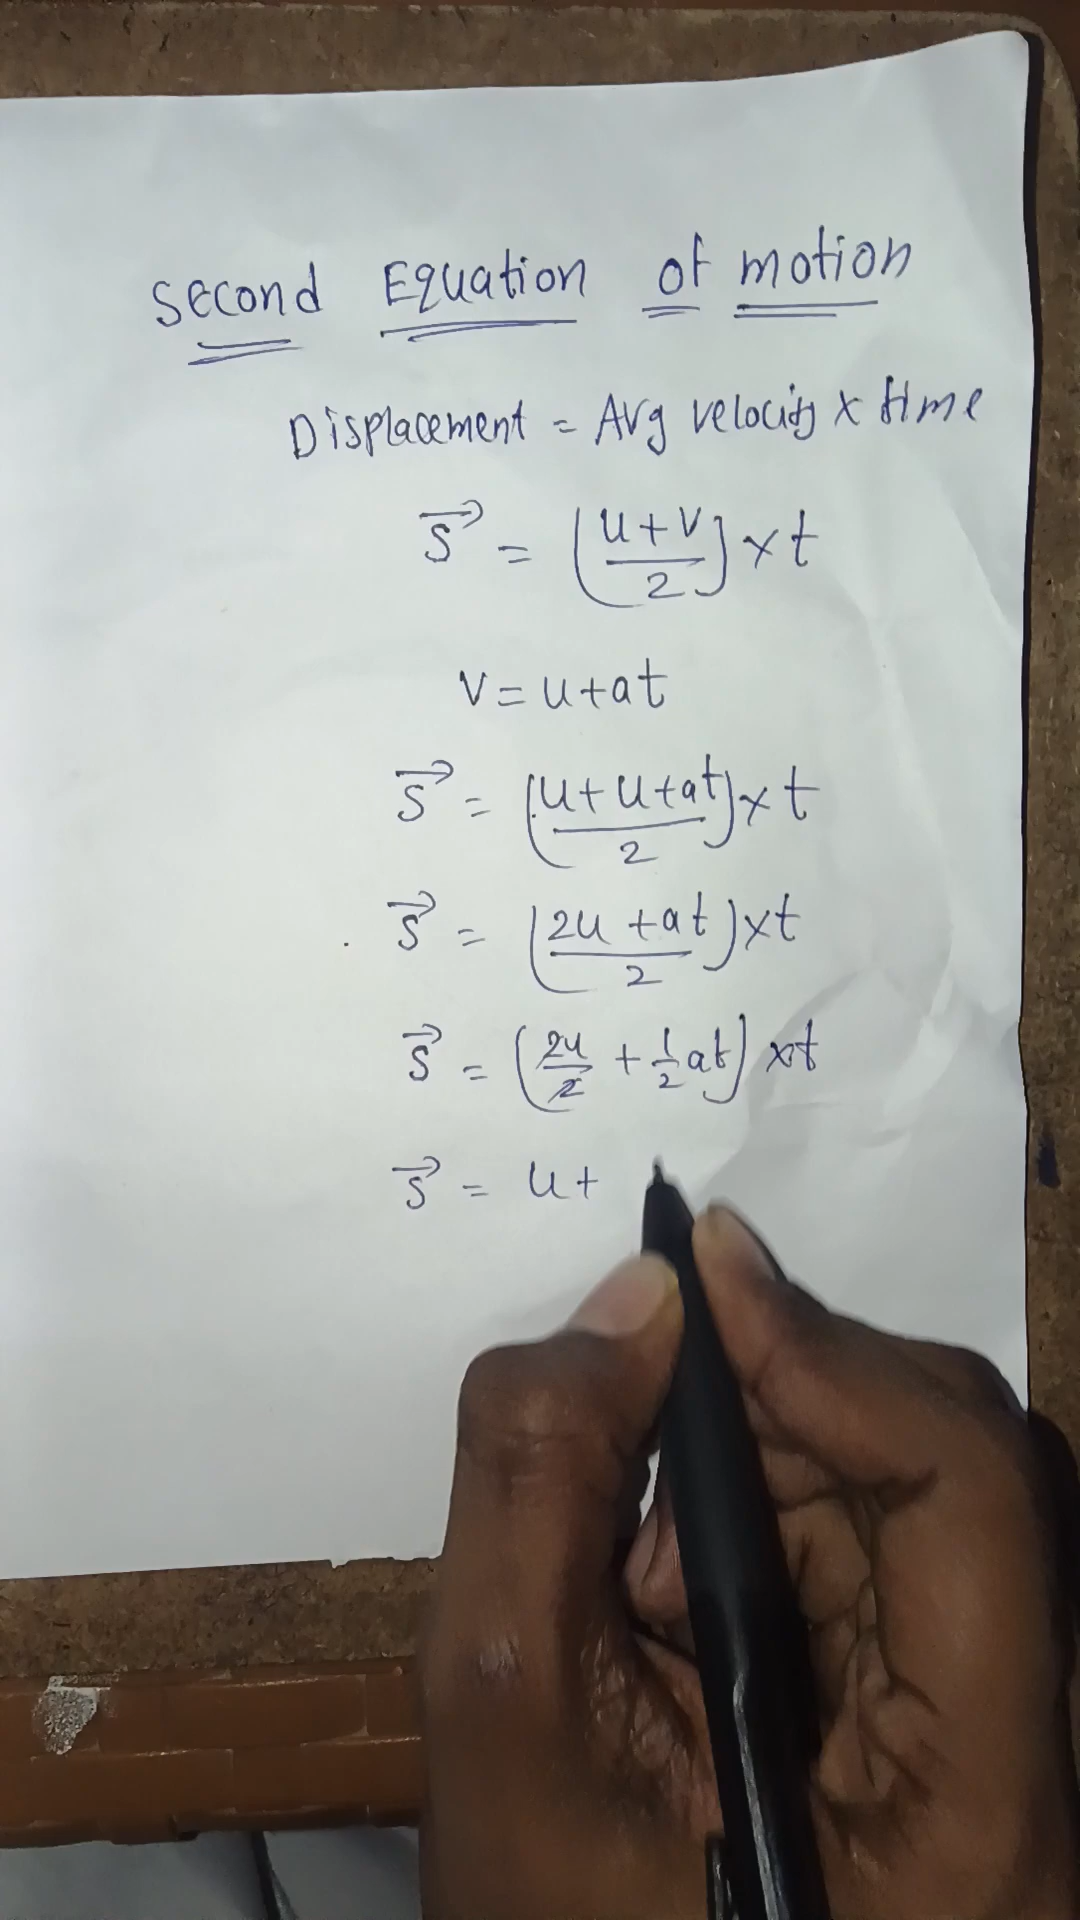 Second Equation of motion
Displacement = Avg velocity x time
s⃗ = (u+v/2) x t
v = u+at
s⃗ = (u+u+at/2) x t
s⃗ = (2u+at/2) x t
s⃗ = (2u/2 + 1/2 at) x t
s⃗ = u+